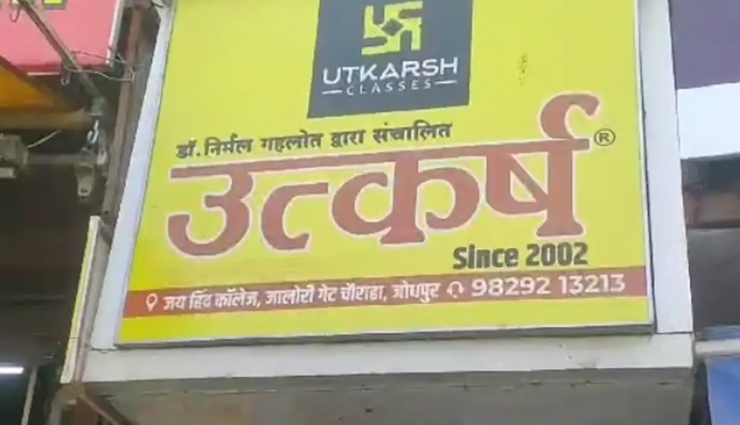 UTKARSH
CLASSES
डॉ. निर्मल गहलोत द्वारा संचालित
उत्कर्ष®
Since 2002
जय हिंद कॉलेज, जालोरी गेट चौराहा, जोधपुर 98292 13213